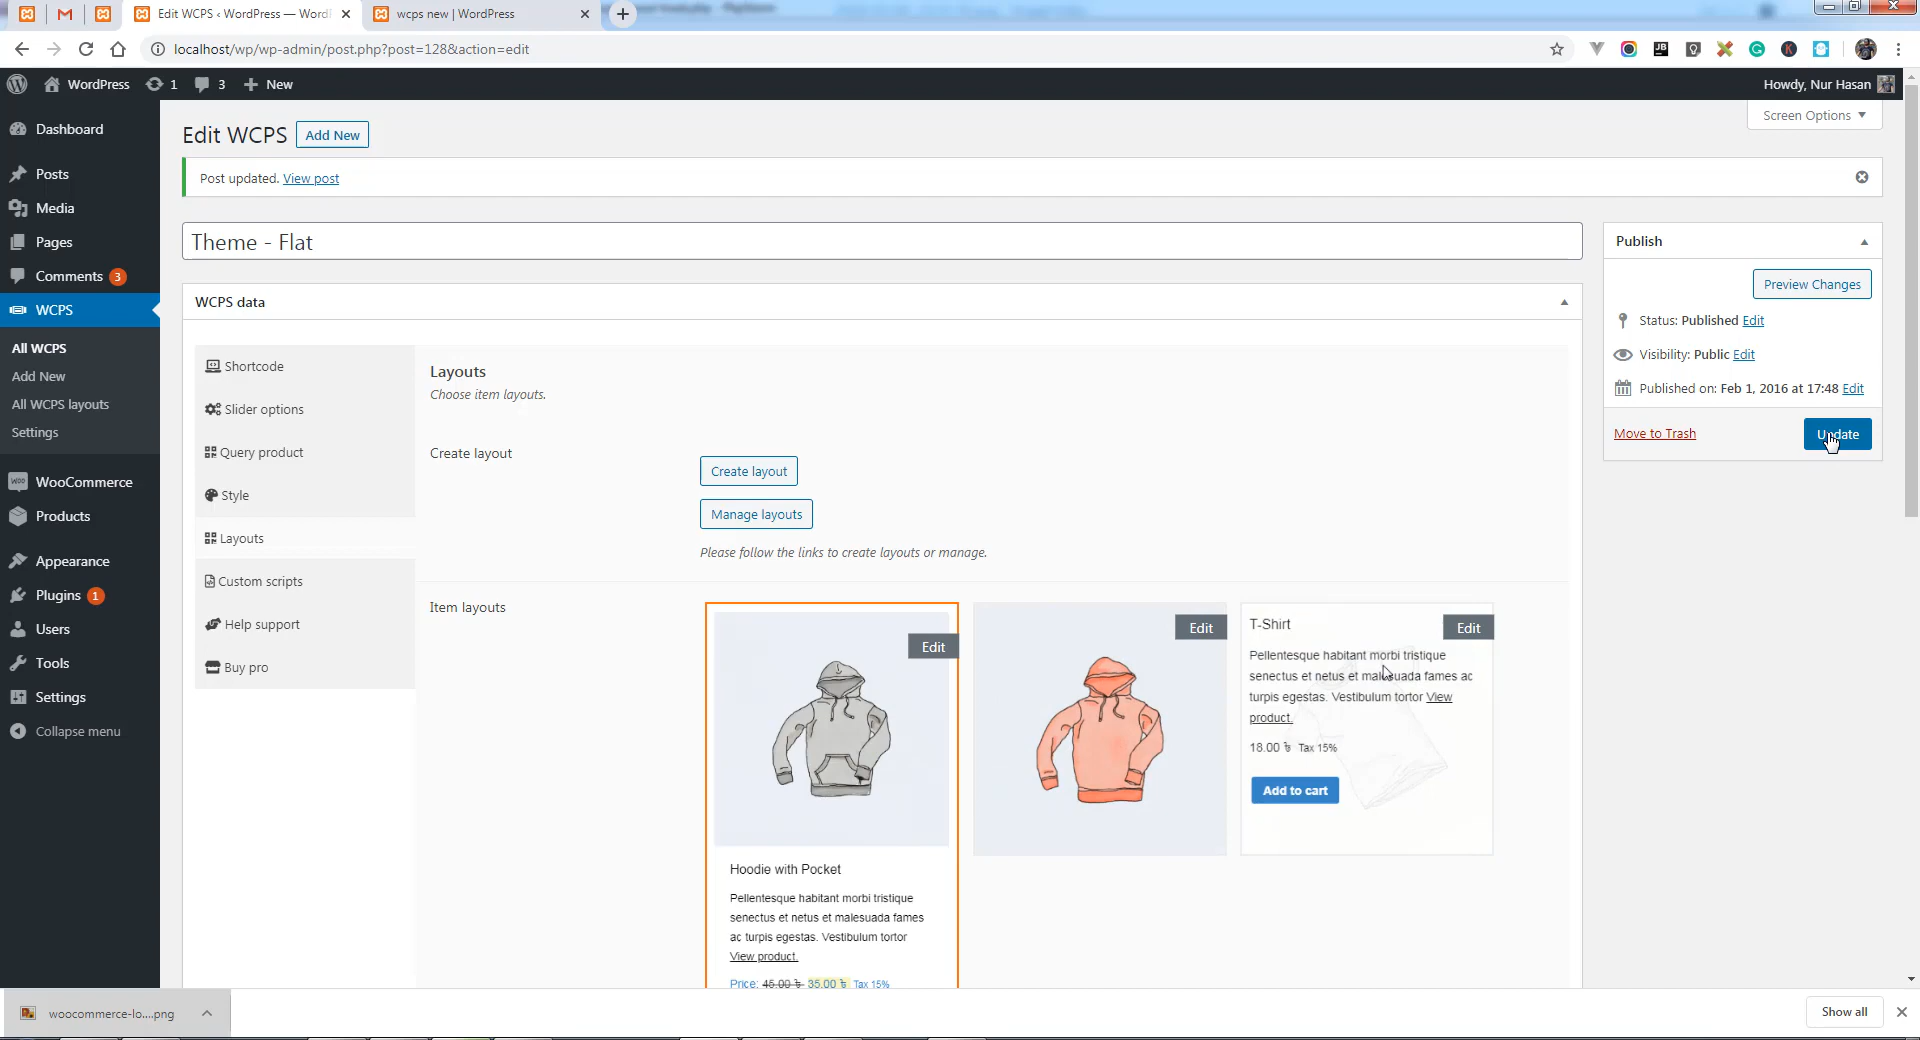 Edit WCPS ‹ WordPress — Word
wcps new | WordPress
localhost/wp/wp-admin/post.php?post=128&action=edit
WordPress
1
3
New
Howdy, Nur Hasan
Dashboard
Posts
Media
Pages
Comments 3
WCPS
All WCPS
Add New
All WCPS layouts
Settings
WooCommerce
Products
Appearance
Plugins 1
Users
Tools
Settings
Collapse menu
Screen Options
Edit WCPS
Add New
Post updated. View post
Theme - Flat
WCPS data
Shortcode
Slider options
Query product
Style
Layouts
Custom scripts
Help support
Buy pro
Layouts
Choose item layouts.
Create layout
Create layout
Manage layouts
Please follow the links to create layouts or manage.
Item layouts
Edit
Hoodie with Pocket
Pellentesque habitant morbi tristique
senectus et netus et malesuada fames
ac turpis egestas. Vestibulum tortor
View product.
Price: 45.00 ৳ 35.00 ৳ Tax 15%
Edit
T-Shirt
Edit
Pellentesque habitant morbi tristique
senectus et netus et malesuada fames ac
turpis egestas. Vestibulum tortor View
product.
18.00 ৳ Tax 15%
Add to cart
Publish
Preview Changes
Status: Published Edit
Visibility: Public Edit
Published on: Feb 1, 2016 at 17:48 Edit
Move to Trash
Update
woocommerce-lo....png
Show all